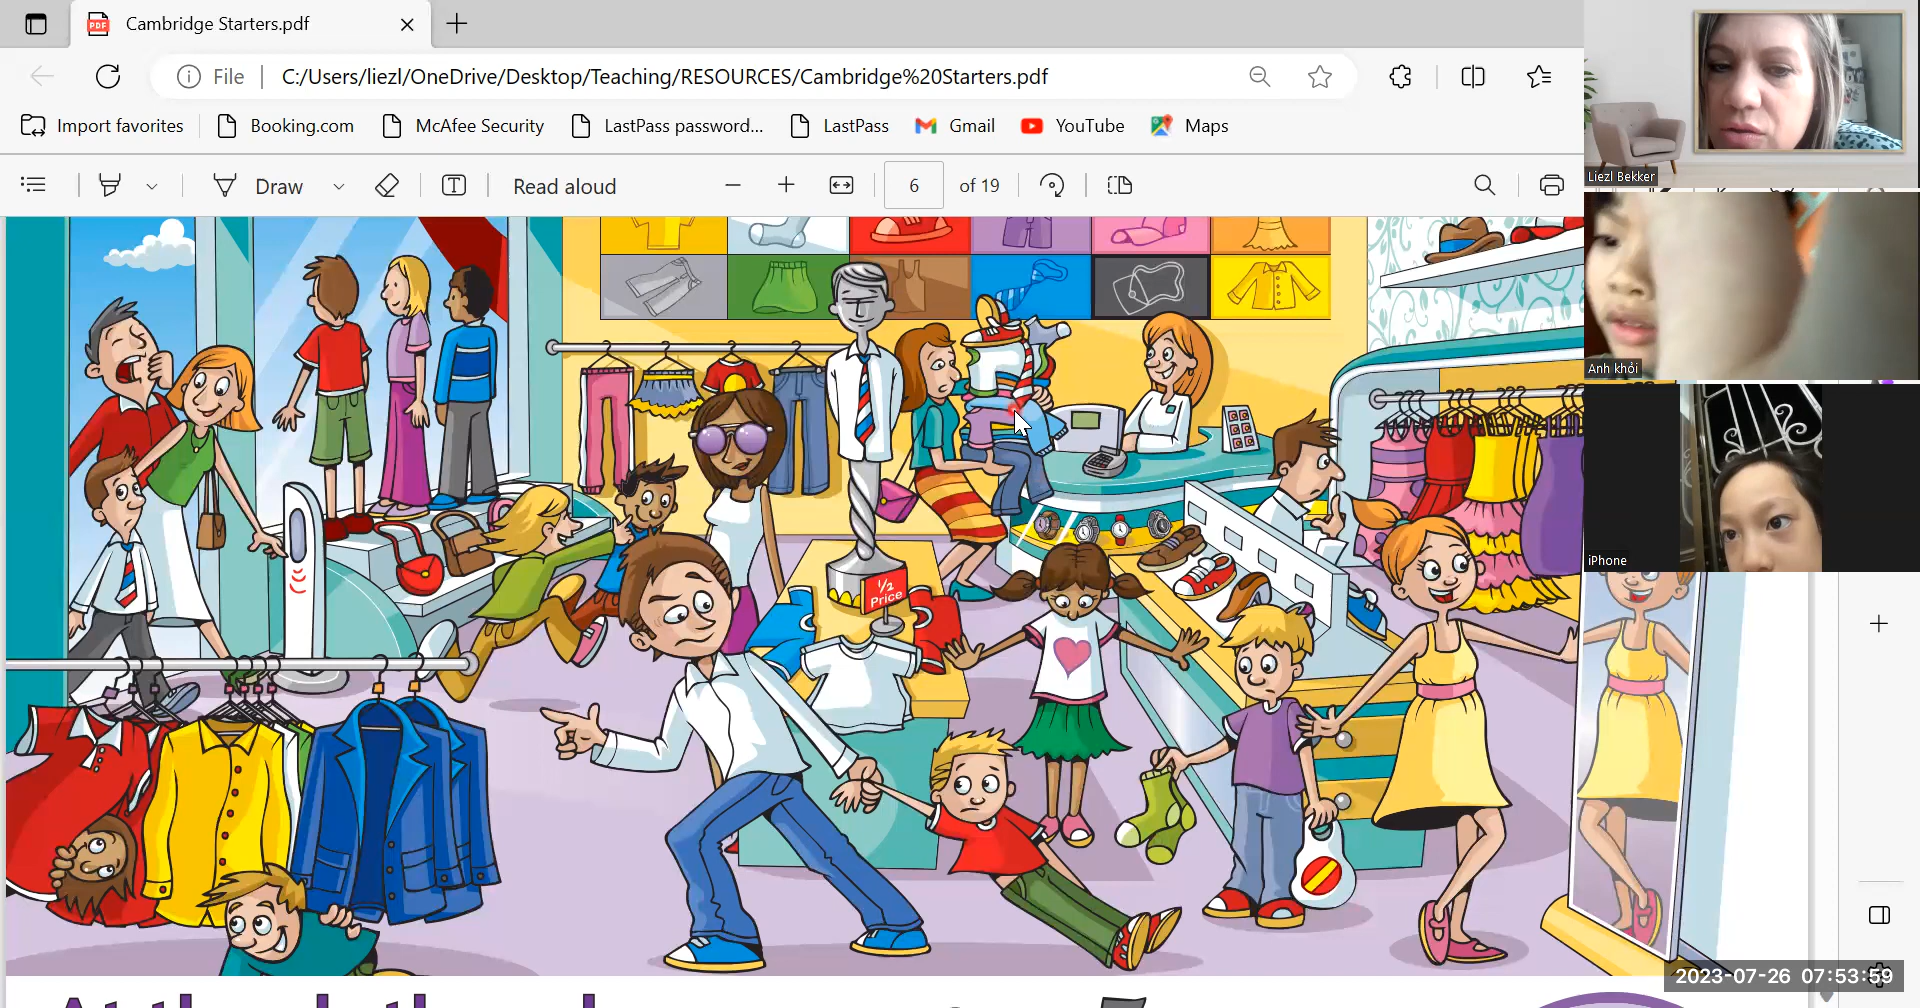 Cambridge Starters.pdf
File
C:/Users/liezl/OneDrive/Desktop/Teaching/RESOURCES/Cambridge%20Starters.pdf
Import favorites
Booking.com
McAfee Security
LastPass password...
LastPass
Gmail
YouTube
Maps
Draw
Read aloud
6
of 19
Liezl Bekker
Anh khôi
iPhone
1/2
Price
2023-07-26 07:53:59